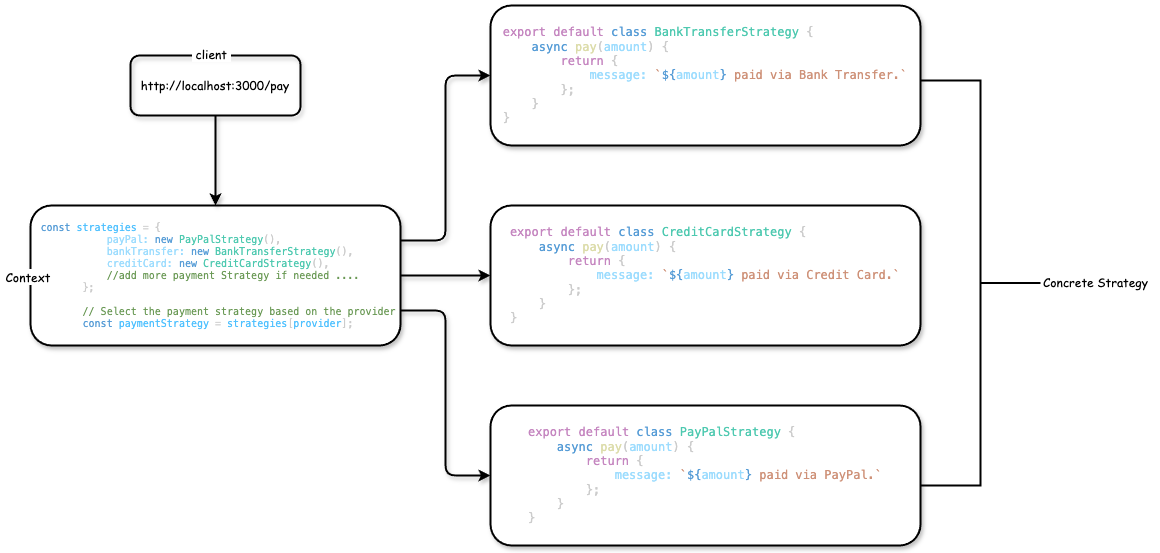 client
http://localhost:3000/pay
Context
const strategies = {
payPal: new PayPalStrategy(),
bankTransfer: new BankTransferStrategy(),
creditCard: new CreditCardStrategy(),
//add more payment Strategy if needed ....
};
// Select the payment strategy based on the provider
const paymentStrategy = strategies[provider];
export default class BankTransferStrategy {
async pay(amount) {
return {
message: `${amount} paid via Bank Transfer.`
};
}
}
export default class CreditCardStrategy {
async pay(amount) {
return {
message: `${amount} paid via Credit Card.`
};
}
}
export default class PayPalStrategy {
async pay(amount) {
return {
message: `${amount} paid via PayPal.`
};
}
}
Concrete Strategy